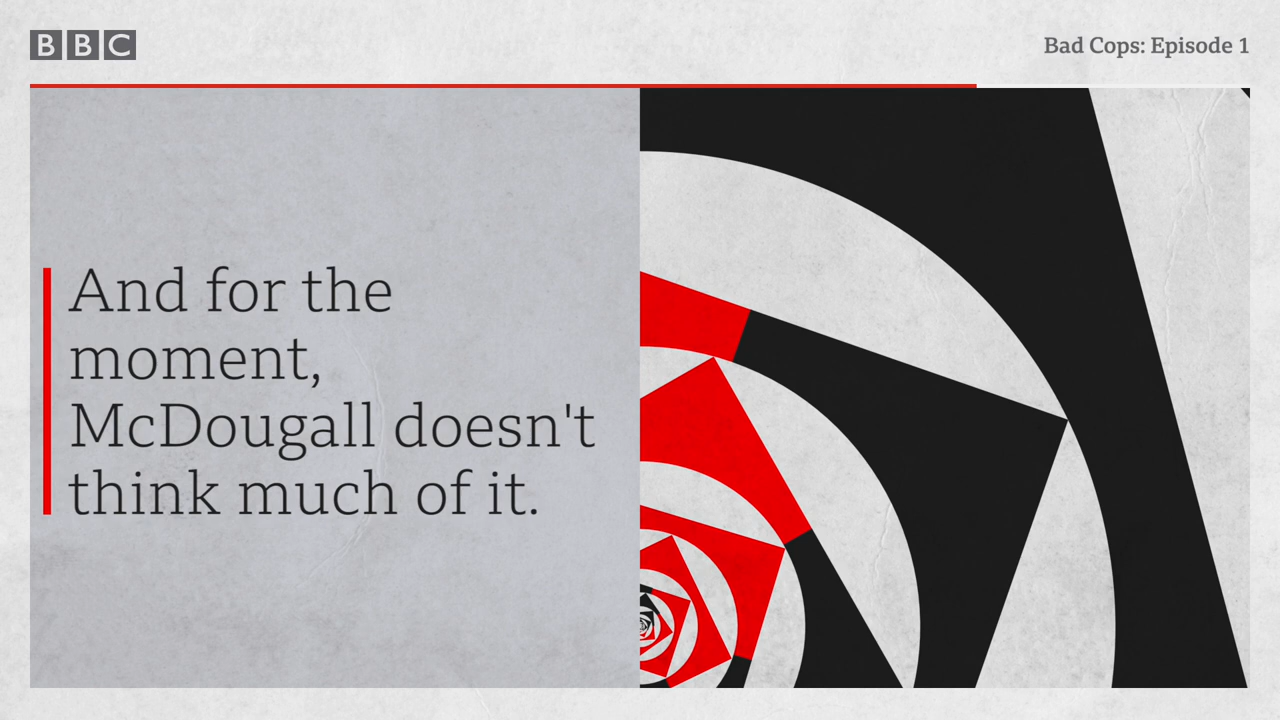 BBC
Bad Cops: Episode 1
And for the
moment,
McDougall doesn't
think much of it.